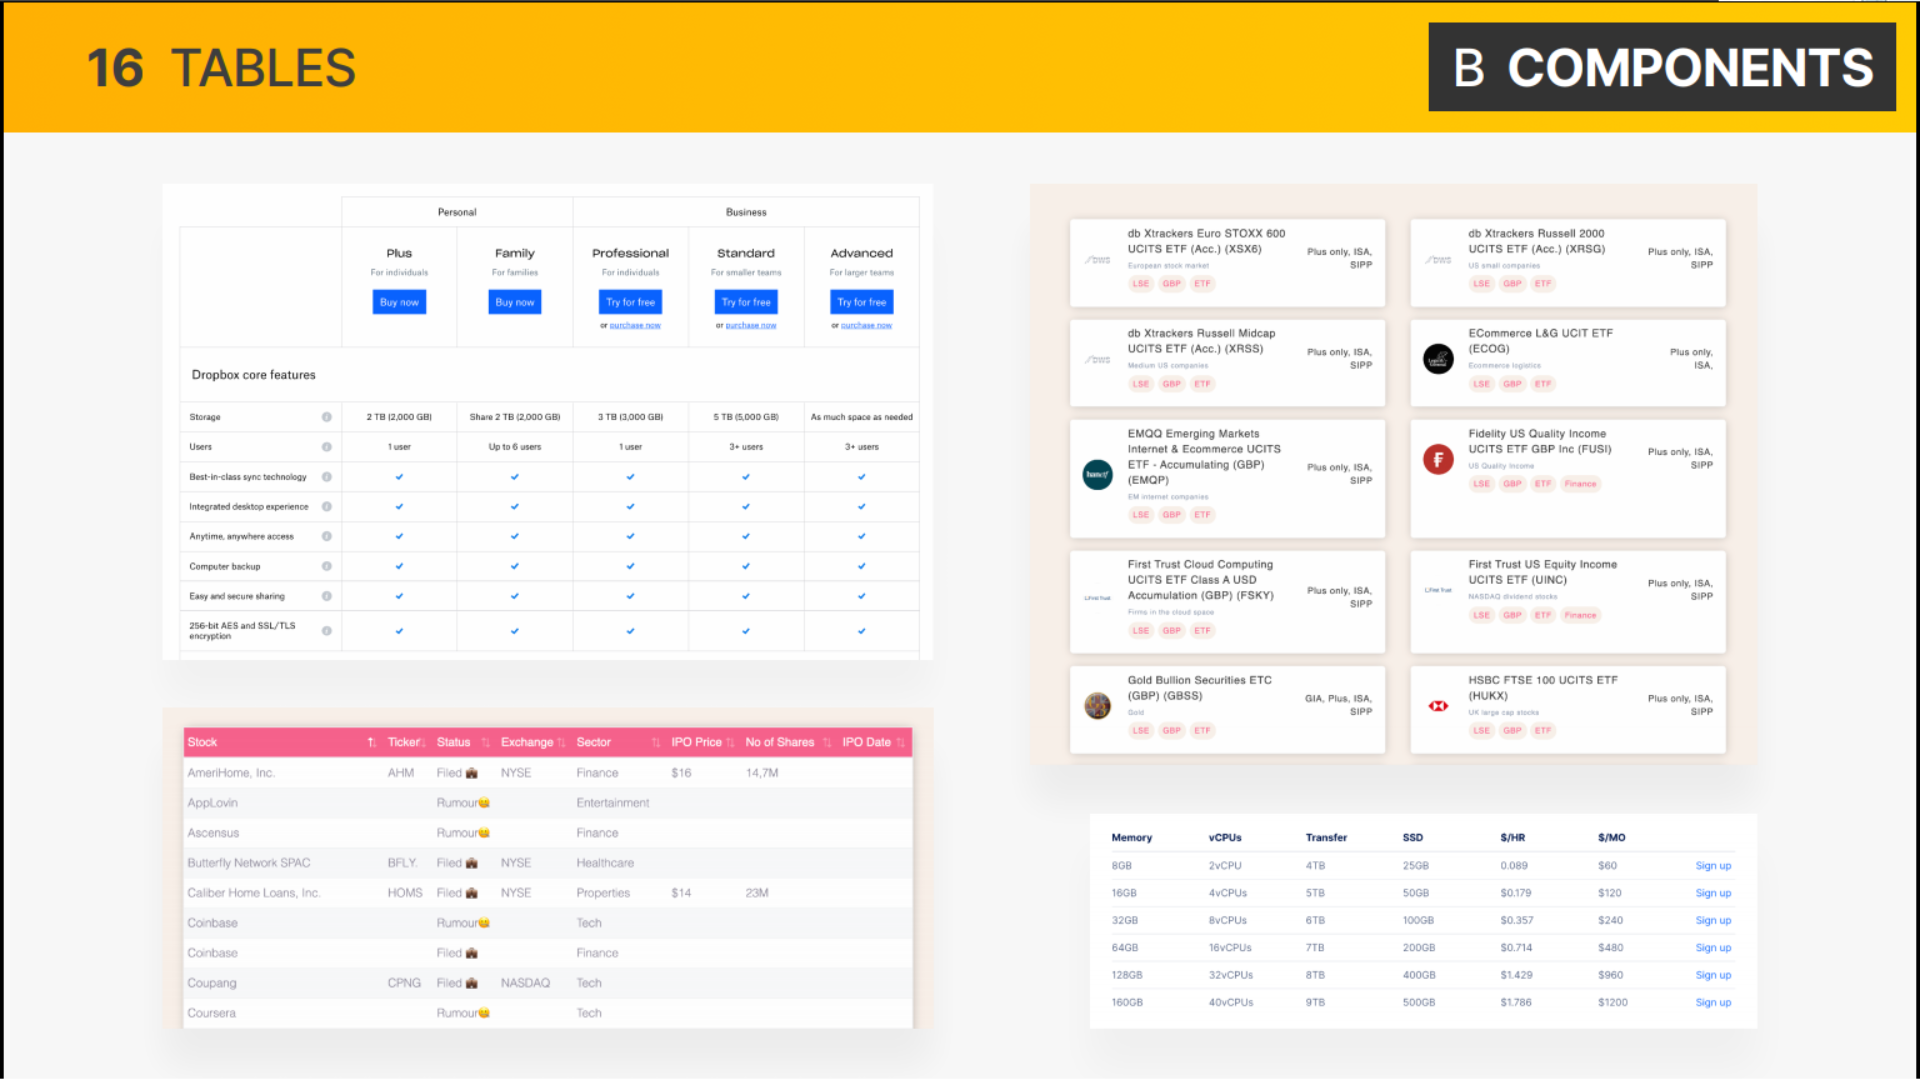 16 TABLES
B COMPONENTS
Personal Business
Plus Family Professional Standard Advanced
For individuals For families For individuals For smaller teams For larger teams
Buy now Buy now Try for free Try for free Try for free
or purchase now or purchase now or purchase now
Dropbox core features
Storage 2 TB (2,000 GB) Share 2 TB (2,000 GB) 3 TB (3,000 GB) 5 TB (5,000 GB) As much space as needed
Users 1 user Up to 6 users 1 user 3+ users 3+ users
Best-in-class sync technology
Integrated desktop experience
Anytime, anywhere access
Computer backup
Easy and secure sharing
256-bit AES and SSL/TLS
encryption
Stock Ticker Status Exchange Sector IPO Price No of Shares IPO Date
AmeriHome, Inc. AHM Filed NYSE Finance $16 14,7M
AppLovin Rumour Entertainment
Ascensus Rumour Finance
Butterfly Network SPAC BFLY. Filed NYSE Healthcare
Caliber Home Loans, Inc. HOMS Filed NYSE Properties $14 23M
Coinbase Rumour Tech
Coinbase Filed Finance
Coupang CPNG Filed NASDAQ Tech
Coursera Rumour Tech
DWS
db Xtrackers Euro STOXX 600
UCITS ETF (Acc.) (XSX6)
European stock market
LSE GBP ETF
Plus only, ISA,
SIPP
DWS
db Xtrackers Russell 2000
UCITS ETF (Acc.) (XRSG)
US small companies
LSE GBP ETF
Plus only, ISA,
SIPP
DWS
db Xtrackers Russell Midcap
UCITS ETF (Acc.) (XRSS)
Medium US companies
LSE GBP ETF
Plus only, ISA,
SIPP
ECommerce L&G UCIT ETF
(ECOG)
Ecommerce logistics
LSE GBP ETF
Plus only,
ISA,
EMQQ Emerging Markets
Internet & Ecommerce UCITS
ETF - Accumulating (GBP)
(EMQP)
EM internet companies
LSE GBP ETF
Plus only, ISA,
SIPP
Fidelity US Quality Income
UCITS ETF GBP Inc (FUSI)
US Quality Income
LSE GBP ETF Finance
Plus only, ISA,
SIPP
First Trust
First Trust Cloud Computing
UCITS ETF Class A USD
Accumulation (GBP) (FSKY)
Firms in the cloud space
LSE GBP ETF
Plus only, ISA,
SIPP
First Trust
First Trust US Equity Income
UCITS ETF (UINC)
NASDAQ dividend stocks
LSE GBP ETF Finance
Plus only, ISA,
SIPP
Gold Bullion Securities ETC
(GBP) (GBSS)
Gold
LSE GBP ETF
GIA, Plus, ISA,
SIPP
HSBC FTSE 100 UCITS ETF
(HUKX)
UK large cap stocks
LSE GBP ETF
Plus only, ISA,
SIPP
Memory vCPUs Transfer SSD $/HR $/MO
8GB 2vCPU 4TB 25GB 0.089 $60 Sign up
16GB 4vCPUs 5TB 50GB $0.179 $120 Sign up
32GB 8vCPUs 6TB 100GB $0.357 $240 Sign up
64GB 16vCPUs 7TB 200GB $0.714 $480 Sign up
128GB 32vCPUs 8TB 400GB $1.429 $960 Sign up
160GB 40vCPUs 9TB 500GB $1.786 $1200 Sign up